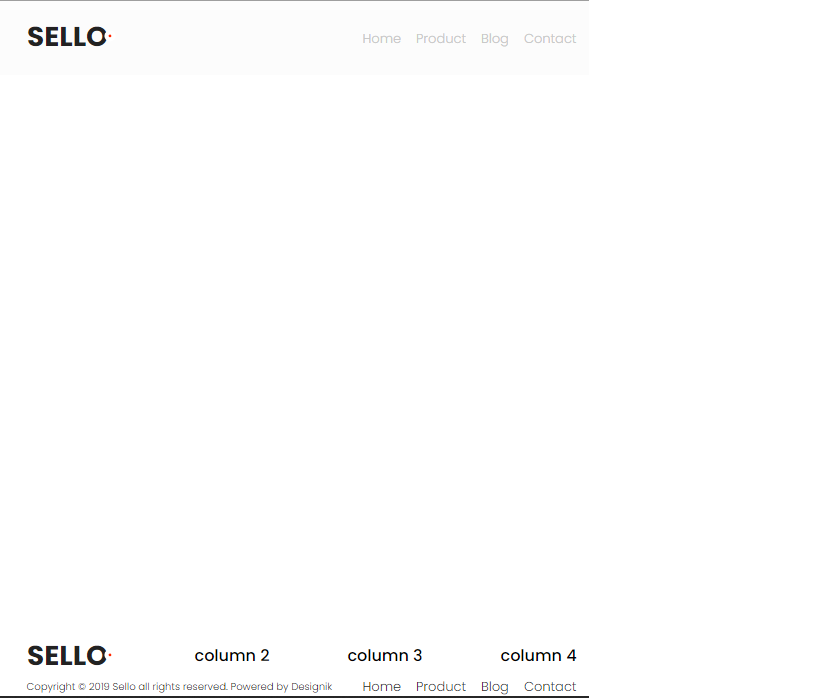 SELLO
Home Product Blog Contact
SELLO
column 2 column 3 column 4
Copyright © 2019 Sello all rights reserved. Powered by Designik
Home Product Blog Contact